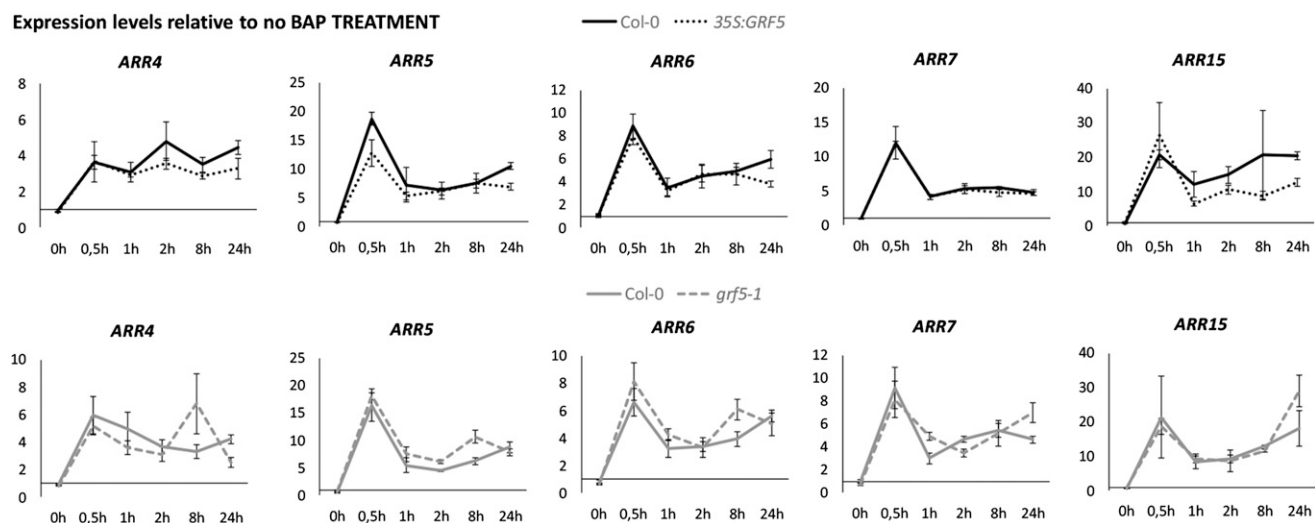 Expression levels relative to no BAP TREATMENT
Col-0 35S:GRF5
ARR4 ARR5 ARR6 ARR7 ARR15
8 25 12 20 40
6 20 10 15 30
4 15 8 10 20
2 10 6 5 10
0 5 4 0 0
0 2
0
0h 0,5h 1h 2h 8h 24h 0h 0,5h 1h 2h 8h 24h 0h 0,5h 1h 2h 8h 24h 0h 0,5h 1h 2h 8h 24h 0h 0,5h 1h 2h 8h 24h
Col-0 grf5-1
ARR4 ARR5 ARR6 ARR7 ARR15
10 25 10 12 40
8 20 8 10 30
6 15 6 8 20
4 10 4 6 10
2 5 2 4 0
0 0 0 2
0
0h 0,5h 1h 2h 8h 24h 0h 0,5h 1h 2h 8h 24h 0h 0,5h 1h 2h 8h 24h 0h 0,5h 1h 2h 8h 24h 0h 0,5h 1h 2h 8h 24h